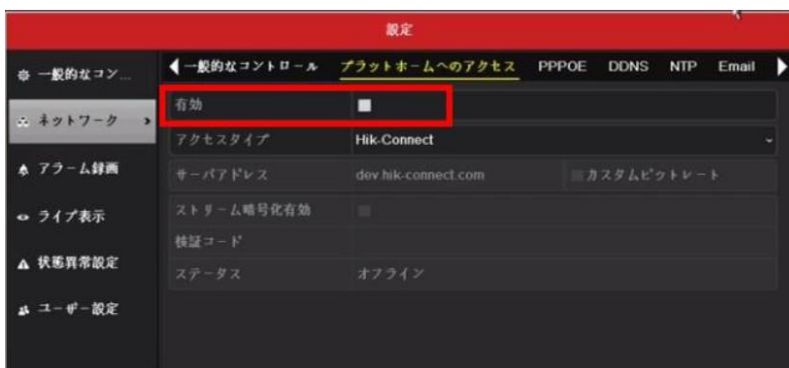 設定
一般的なコン...
ネットワーク
アラーム録画
ライブ表示
状態異常設定
ユーザー設定
一般的なコントロール プラットホームへのアクセス PPPOE DDNS NTP Email
有効
アクセスタイプ Hik-Connect
サーバアドレス dev.hik-connect.com カスタムビットレート
ストリーム暗号化有効
検証コード
ステータス オフライン